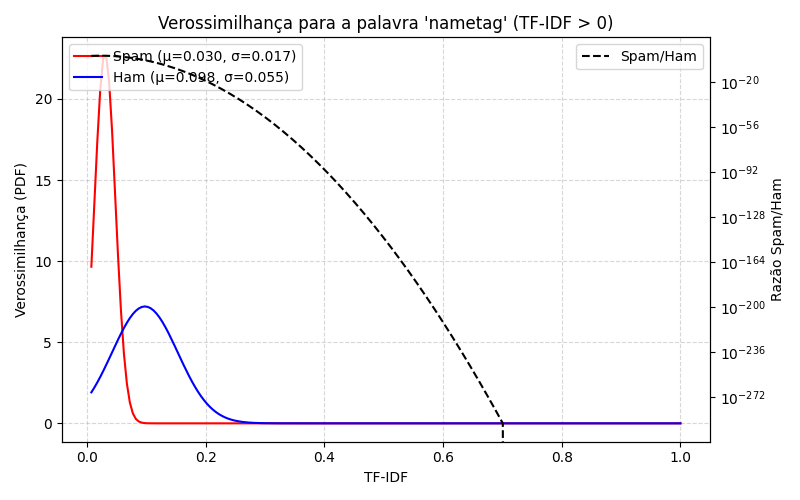 Verossimilhança para a palavra 'nametag' (TF-IDF > 0)
Spam (μ=0.030, σ=0.017)
Ham (μ=0.098, σ=0.055)
Spam/Ham
Verossimilhança (PDF)
20
15
10
5
0
0.0 0.2 0.4 0.6 0.8 1.0
TF-IDF
10⁻²⁰
10⁻⁵⁶
10⁻⁹²
10⁻¹²⁸
10⁻¹⁶⁴
10⁻²⁰⁰
10⁻²³⁶
10⁻²⁷²
Razão Spam/Ham